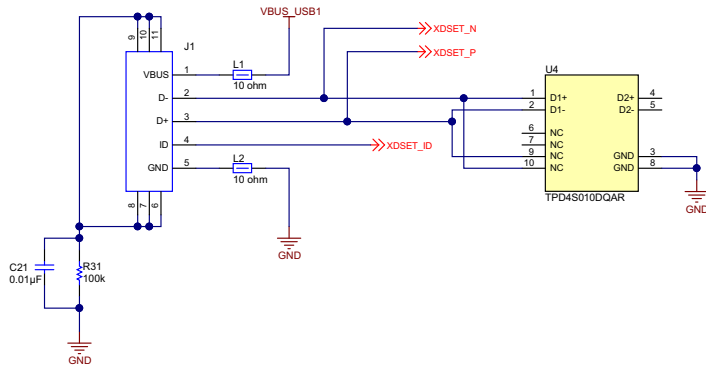 VBUS_USB1
XDSET_N
9
10
11
J1
XDSET_P
L1
U4
VBUS
1
10 ohm
D-
2
1
D1+
D2+
4
2
D1-
D2-
5
D+
3
6
NC
ID
4
XDSET_ID
7
NC
9
NC
GND
3
GND
5
L2
10
NC
GND
8
10 ohm
8
7
6
TPD4S010DQAR
GND
GND
C21
0.01µF
R31
100k
GND